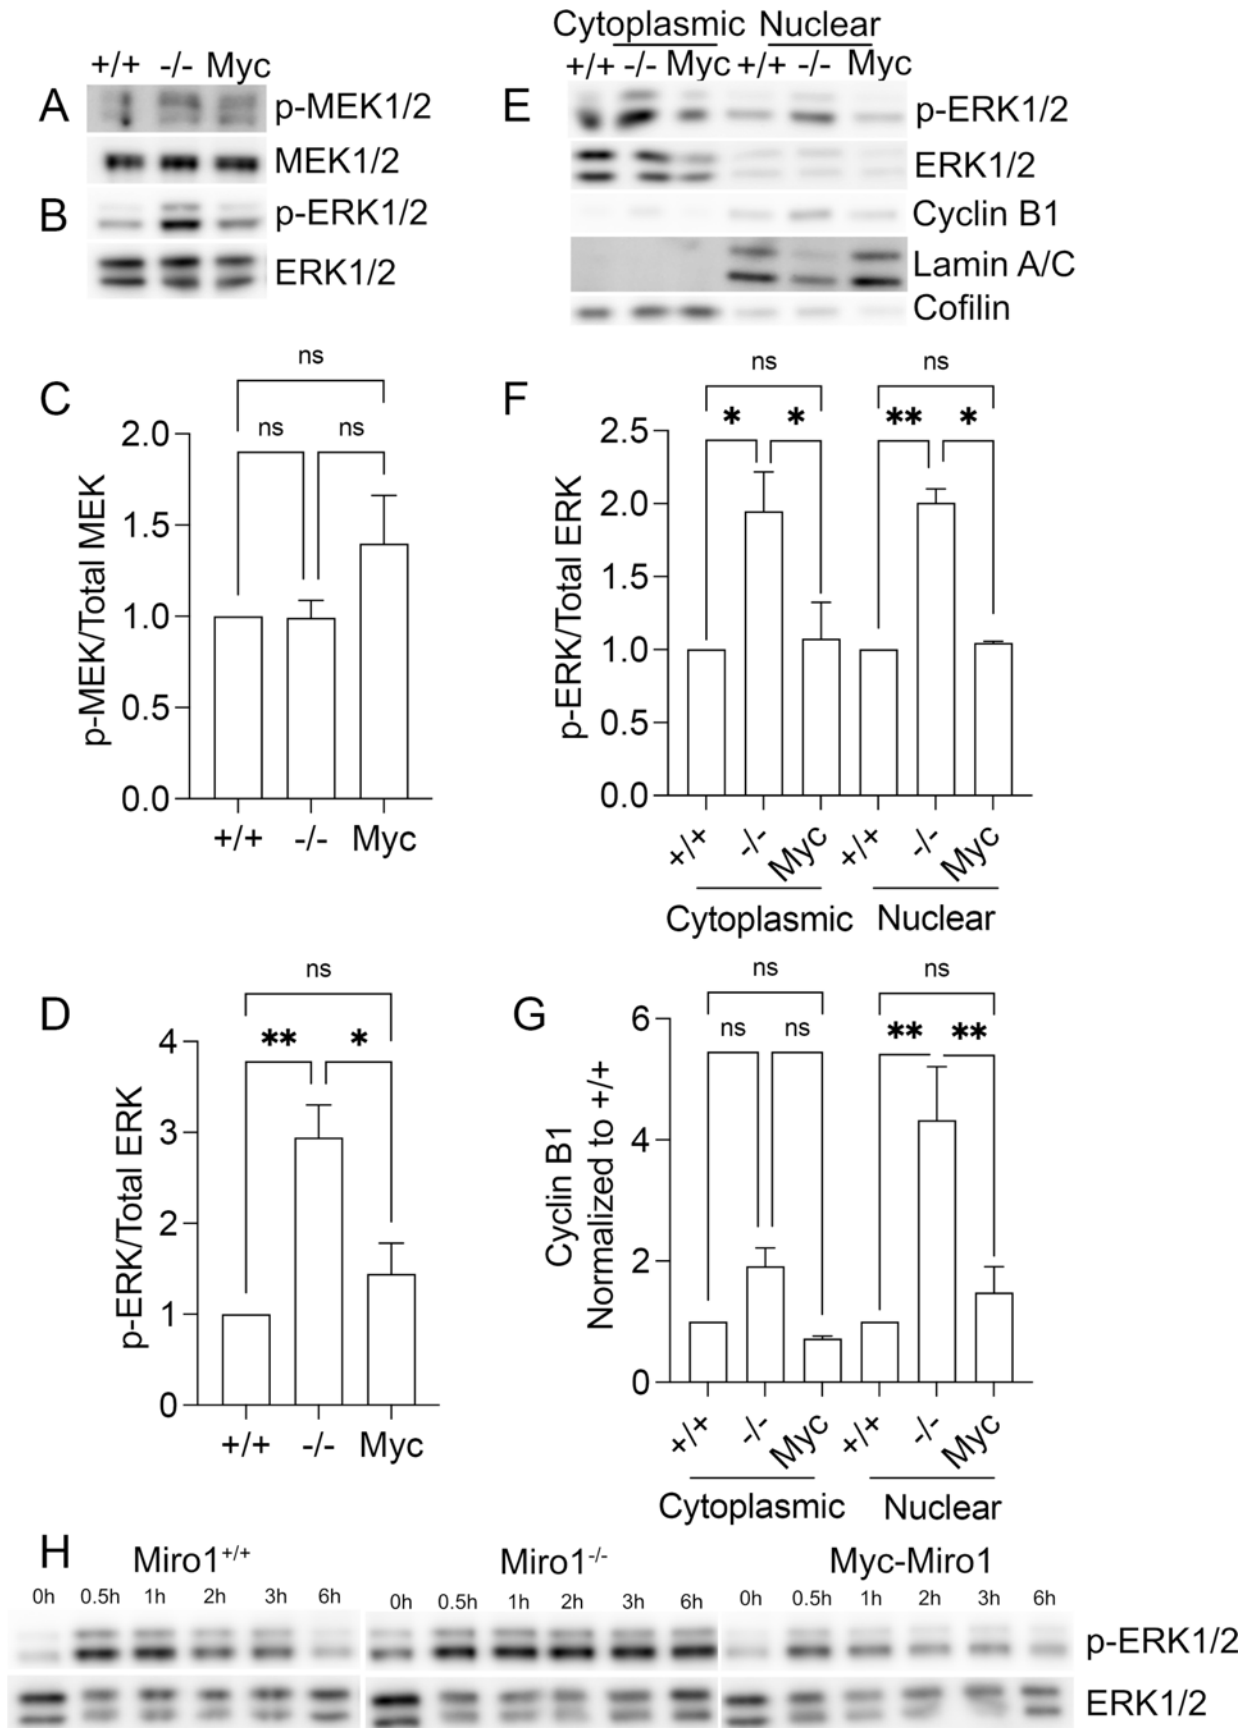 Cytoplasmic Nuclear
+/+ -/- Myc
+/+ -/- Myc +/+ -/- Myc
A
p-MEK1/2
MEK1/2
B
p-ERK1/2
ERK1/2
E
p-ERK1/2
ERK1/2
Cyclin B1
Lamin A/C
Cofilin
C
ns
ns ns
p-MEK/Total MEK
2.0
1.5
1.0
0.5
0.0
+/+ -/- Myc
F
ns ns
* * ** *
p-ERK/Total ERK
2.5
2.0
1.5
1.0
0.5
0.0
+/+ -/- Myc +/+ -/- Myc
Cytoplasmic Nuclear
D
ns
** *
p-ERK/Total ERK
4
3
2
1
0
+/+ -/- Myc
G
ns ns
ns ns ** **
Cyclin B1
Normalized to +/+
6
4
2
0
+/+ -/- Myc +/+ -/- Myc
Cytoplasmic Nuclear
H
Miro1+/+ Miro1-/- Myc-Miro1
0h 0.5h 1h 2h 3h 6h 0h 0.5h 1h 2h 3h 6h 0h 0.5h 1h 2h 3h 6h
p-ERK1/2
ERK1/2